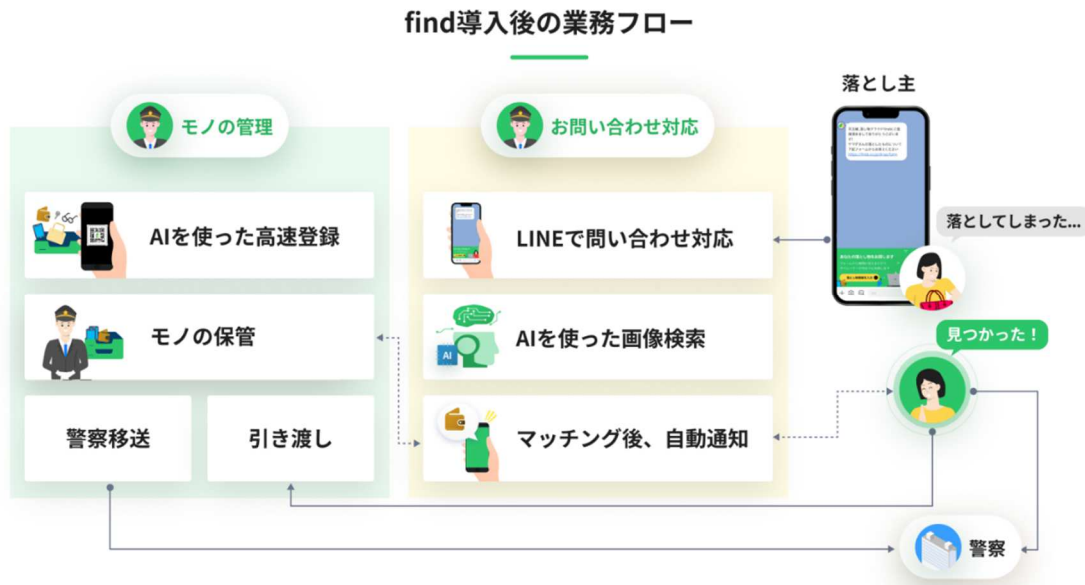 find導入後の業務フロー
モノの管理
AIを使った高速登録
モノの保管
警察移送
引き渡し
お問い合わせ対応
LINEで問い合わせ対応
AI
AIを使った画像検索
マッチング後、自動通知
落とし主
落としてしまった...
見つかった！
警察